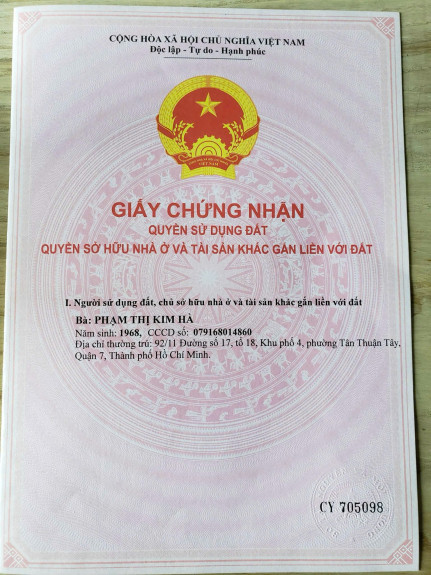 CỘNG HÒA XÃ HỘI CHỦ NGHĨA VIỆT NAM
Độc lập - Tự do - Hạnh phúc
VIỆT NAM
GIẤY CHỨNG NHẬN
QUYỀN SỬ DỤNG ĐẤT
QUYỀN SỞ HỮU NHÀ Ở VÀ TÀI SẢN KHÁC GẮN LIỀN VỚI ĐẤT
I. Người sử dụng đất, chủ sở hữu nhà ở và tài sản khác gắn liền với đất
Bà: PHẠM THỊ KIM HÀ
Năm sinh: 1968, CCCD số: 079168014860
Địa chỉ thường trú: 92/11 Đường số 17, tổ 18, Khu phố 4, phường Tân Thuận Tây,
Quận 7, Thành phố Hồ Chí Minh.
CY 705098